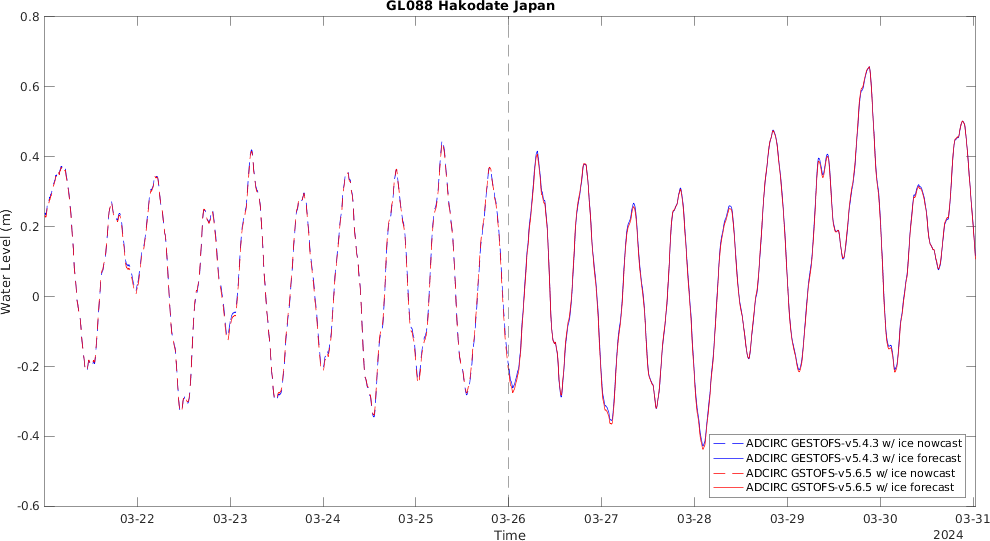 GL088 Hakodate Japan
0.8
0.6
0.4
0.2
0
-0.2
-0.4
-0.6
Water Level (m)
ADCIRC GESTOFS-v5.4.3 w/ ice nowcast
ADCIRC GESTOFS-v5.4.3 w/ ice forecast
ADCIRC GSTOFS-v5.6.5 w/ ice nowcast
ADCIRC GSTOFS-v5.6.5 w/ ice forecast
03-22 03-23 03-24 03-25 03-26 03-27 03-28 03-29 03-30 03-31
Time
2024